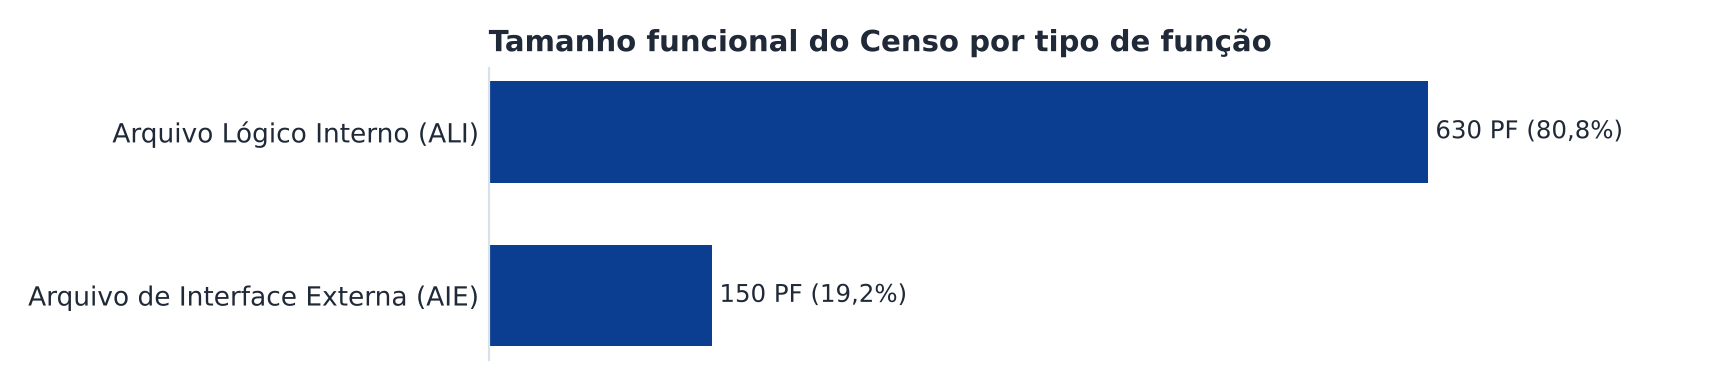 Tamanho funcional do Censo por tipo de função
Arquivo Lógico Interno (ALI)
630 PF (80,8%)
Arquivo de Interface Externa (AIE)
150 PF (19,2%)